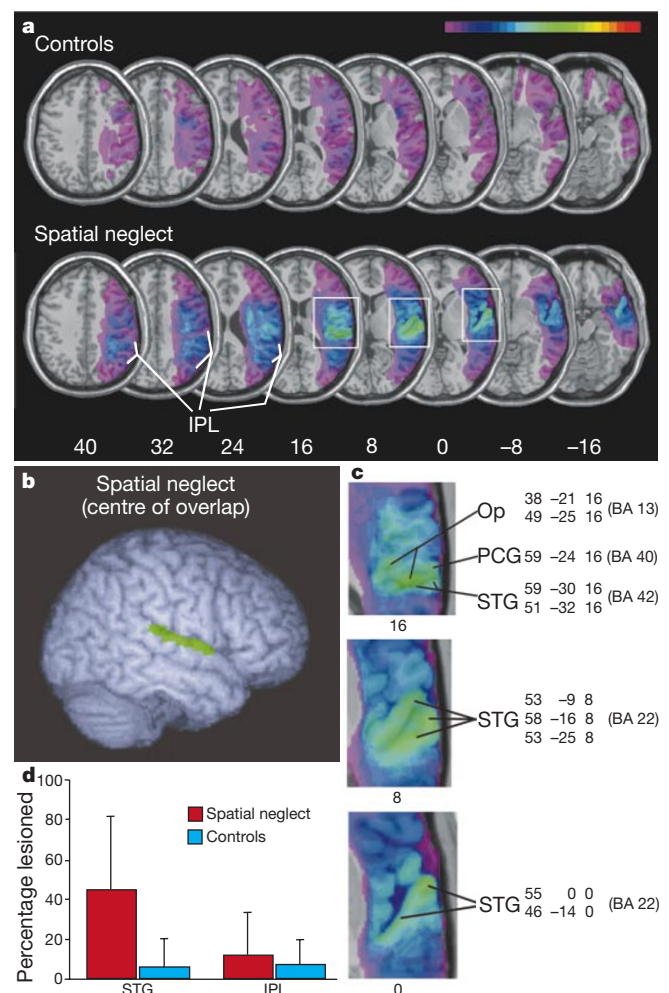 a
Controls
Spatial neglect
IPL
40 32 24 16 8 0 –8 –16
b
Spatial neglect
(centre of overlap)
c
Op 38 –21 16 (BA 13)
49 –25 16
PCG 59 –24 16 (BA 40)
STG 59 –30 16 (BA 42)
51 –32 16
16
STG 53 –9 8 (BA 22)
58 –16 8
53 –25 8
8
STG 55 0 0 (BA 22)
46 –14 0
0
d
Percentage lesioned
100
80
60
40
20
0
Spatial neglect
Controls
STG IPL